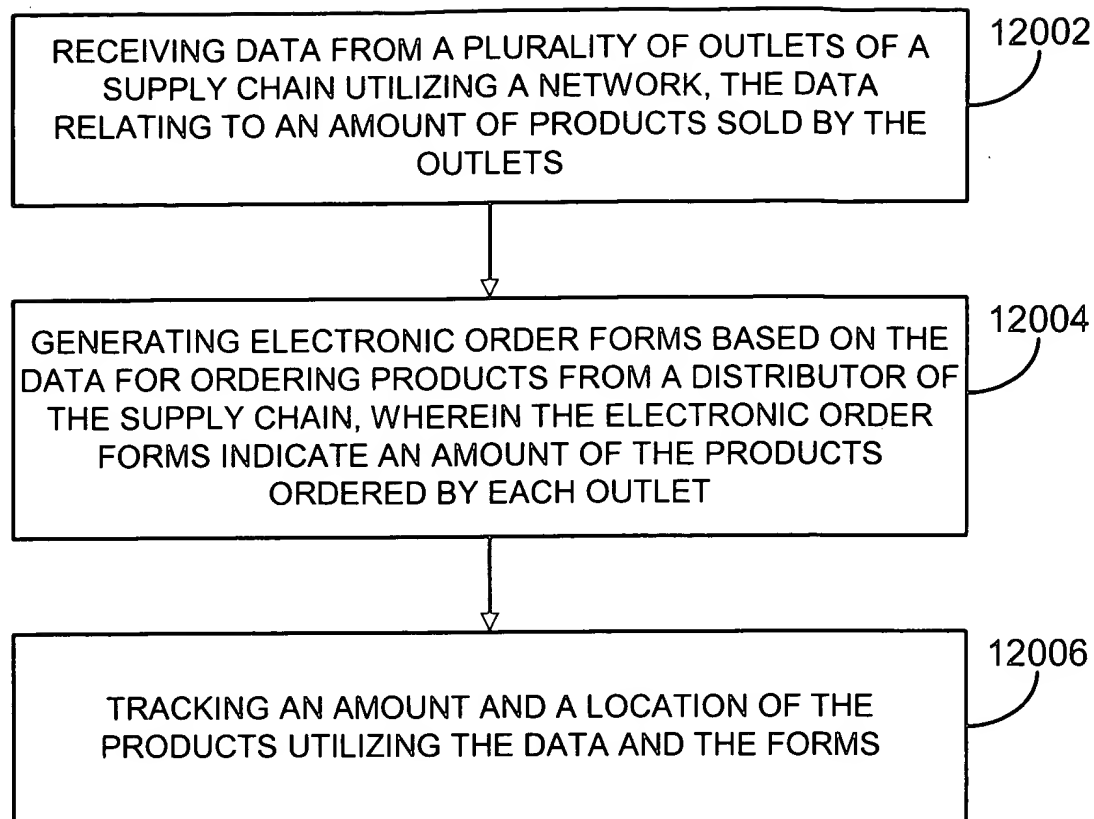 RECEIVING DATA FROM A PLURALITY OF OUTLETS OF A
SUPPLY CHAIN UTILIZING A NETWORK, THE DATA
RELATING TO AN AMOUNT OF PRODUCTS SOLD BY THE
OUTLETS
12002
GENERATING ELECTRONIC ORDER FORMS BASED ON THE
DATA FOR ORDERING PRODUCTS FROM A DISTRIBUTOR OF
THE SUPPLY CHAIN, WHEREIN THE ELECTRONIC ORDER
FORMS INDICATE AN AMOUNT OF THE PRODUCTS
ORDERED BY EACH OUTLET
12004
TRACKING AN AMOUNT AND A LOCATION OF THE
PRODUCTS UTILIZING THE DATA AND THE FORMS
12006